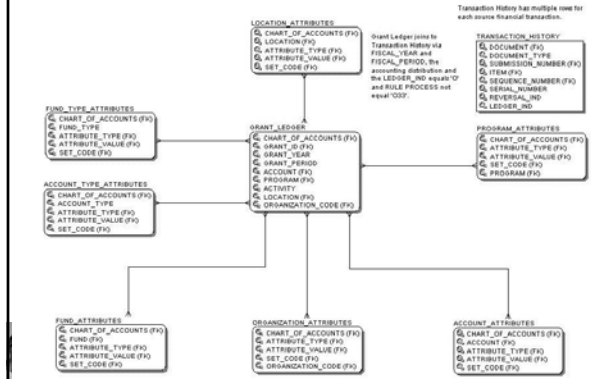 Transaction History has multiple rows for
each source financial transaction.
LOCATION_ATTRIBUTES
CHART_OF_ACCOUNTS (FK)
LOCATION (FK)
ATTRIBUTE_TYPE (FK)
ATTRIBUTE_VALUE (FK)
SET_CODE (FK)
Grant Ledger joins to
Transaction History via
FISCAL_YEAR and
FISCAL_PERIOD, the
accounting distribution and
the LEDGER_IND equals 'O'
and RULE PROCESS not
equal 'O33'.
TRANSACTION_HISTORY
DOCUMENT (FK)
DOCUMENT_TYPE
SUBMISSION_NUMBER (FK)
ITEM (FK)
SEQUENCE_NUMBER (FK)
SERIAL_NUMBER
REVERSAL_IND
LEDGER_IND
FUND_TYPE_ATTRIBUTES
CHART_OF_ACCOUNTS (FK)
FUND_TYPE
ATTRIBUTE_TYPE (FK)
ATTRIBUTE_VALUE (FK)
SET_CODE (FK)
GRANT_LEDGER
CHART_OF_ACCOUNTS (FK)
GRANT_ID (FK)
GRANT_YEAR
GRANT_PERIOD
ACCOUNT (FK)
PROGRAM (FK)
ACTIVITY
LOCATION (FK)
ORGANIZATION_CODE (FK)
PROGRAM_ATTRIBUTES
CHART_OF_ACCOUNTS (FK)
ATTRIBUTE_TYPE (FK)
ATTRIBUTE_VALUE (FK)
SET_CODE (FK)
PROGRAM (FK)
ACCOUNT_TYPE_ATTRIBUTES
CHART_OF_ACCOUNTS (FK)
ACCOUNT_TYPE
ATTRIBUTE_TYPE (FK)
ATTRIBUTE_VALUE (FK)
SET_CODE (FK)
FUND_ATTRIBUTES
CHART_OF_ACCOUNTS (FK)
FUND (FK)
ATTRIBUTE_TYPE (FK)
ATTRIBUTE_VALUE (FK)
SET_CODE (FK)
ORGANIZATION_ATTRIBUTES
CHART_OF_ACCOUNTS (FK)
ATTRIBUTE_TYPE (FK)
ATTRIBUTE_VALUE (FK)
SET_CODE (FK)
ORGANIZATION_CODE (FK)
ACCOUNT_ATTRIBUTES
CHART_OF_ACCOUNTS (FK)
ACCOUNT (FK)
ATTRIBUTE_TYPE (FK)
ATTRIBUTE_VALUE (FK)
SET_CODE (FK)